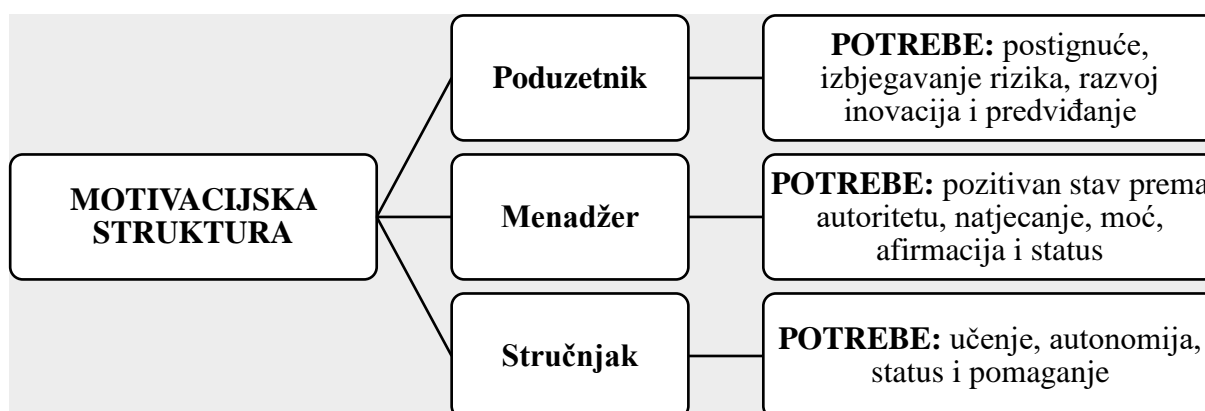 MOTIVACIJSKA
STRUKTURA
Poduzetnik
POTREBE: postignuće,
izbjegavanje rizika, razvoj
inovacija i predviđanje
Menadžer
POTREBE: pozitivan stav prema
autoritetu, natjecanje, moć,
afirmacija i status
Stručnjak
POTREBE: učenje, autonomija,
status i pomaganje